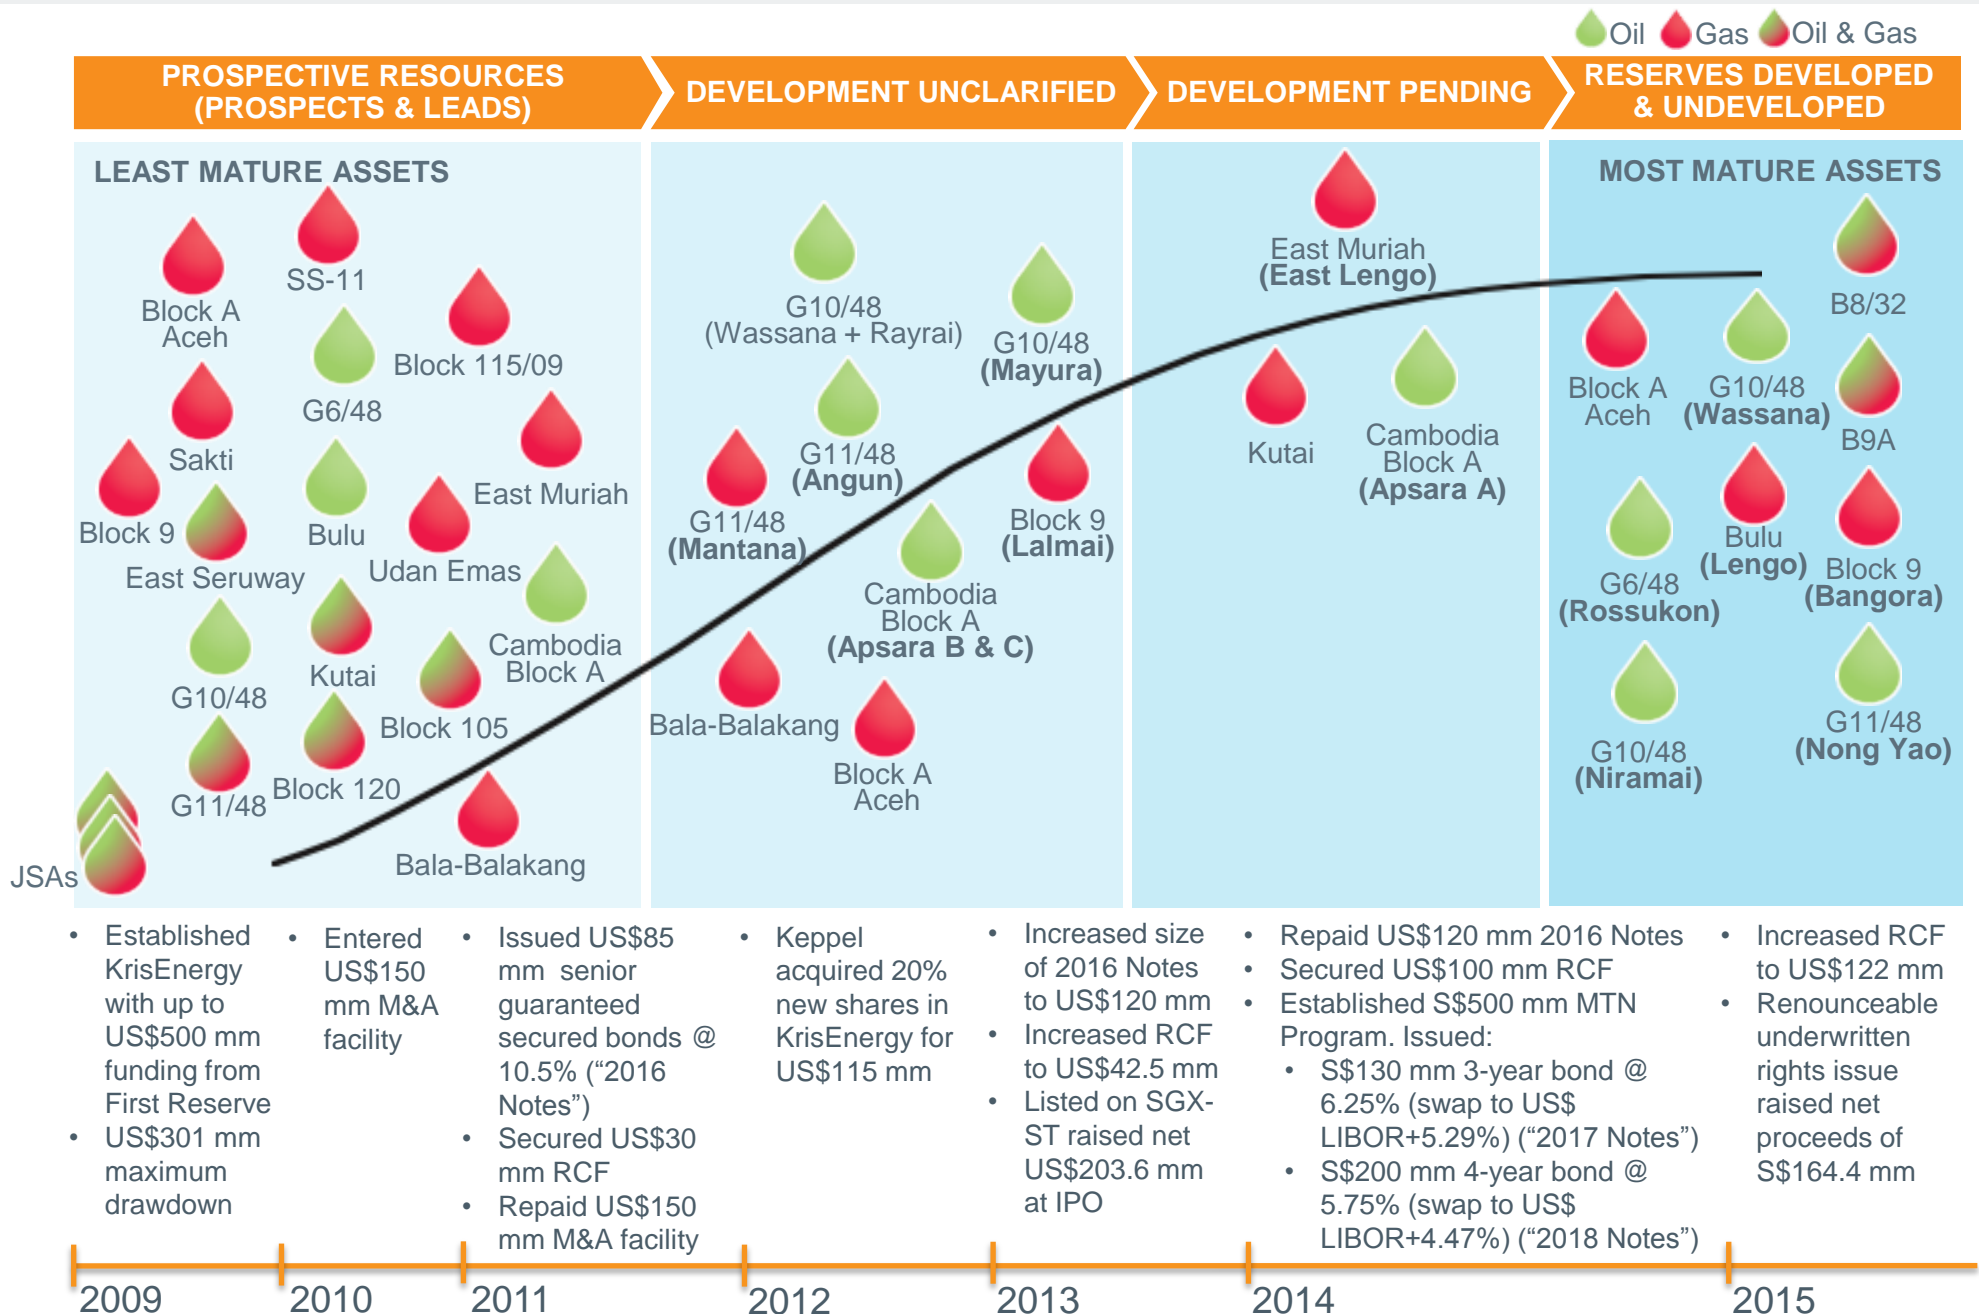 Oil Gas Oil & Gas
PROSPECTIVE RESOURCES
(PROSPECTS & LEADS)
DEVELOPMENT UNCLARIFIED
DEVELOPMENT PENDING
RESERVES DEVELOPED
& UNDEVELOPED
LEAST MATURE ASSETS
Block A
Aceh
SS-11
Block 115/09
G6/48
Sakti
East Muriah
Block 9
Bulu
East Seruway
Udan Emas
G10/48
Kutai
Cambodia
Block A
Block 105
G11/48
Block 120
JSAs
Bala-Balakang
G10/48
(Wassana + Rayrai)
G10/48
(Mayura)
G11/48
(Angun)
G11/48
(Mantana)
Block 9
(Lalmai)
Cambodia
Block A
(Apsara B & C)
Bala-Balakang
Block A
Aceh
East Muriah
(East Lengo)
Kutai
Cambodia
Block A
(Apsara A)
MOST MATURE ASSETS
B8/32
Block A
Aceh
G10/48
(Wassana)
B9A
Bulu
(Lengo)
Block 9
(Bangora)
G6/48
(Rossukon)
G10/48
(Niramai)
G11/48
(Nong Yao)
• Established
KrisEnergy
with up to
US$500 mm
funding from
First Reserve
• US$301 mm
maximum
drawdown
• Entered
US$150
mm M&A
facility
• Issued US$85
mm senior
guaranteed
secured bonds @
10.5% (“2016
Notes”)
• Secured US$30
mm RCF
• Repaid US$150
mm M&A facility
• Keppel
acquired 20%
new shares in
KrisEnergy for
US$115 mm
• Increased size
of 2016 Notes
to US$120 mm
• Increased RCF
to US$42.5 mm
• Listed on SGX-
ST raised net
US$203.6 mm
at IPO
• Repaid US$120 mm 2016 Notes
• Secured US$100 mm RCF
• Established S$500 mm MTN
Program. Issued:
• S$130 mm 3-year bond @
6.25% (swap to US$
LIBOR+5.29%) (“2017 Notes”)
• S$200 mm 4-year bond @
5.75% (swap to US$
LIBOR+4.47%) (“2018 Notes”)
• Increased RCF
to US$122 mm
• Renounceable
underwritten
rights issue
raised net
proceeds of
S$164.4 mm
2009 2010 2011 2012 2013 2014 2015